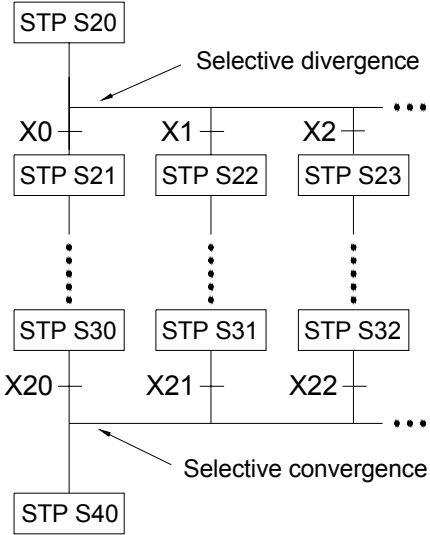 STP S20
Selective divergence
X0 X1 X2
STP S21 STP S22 STP S23
STP S30 STP S31 STP S32
X20 X21 X22
Selective convergence
STP S40